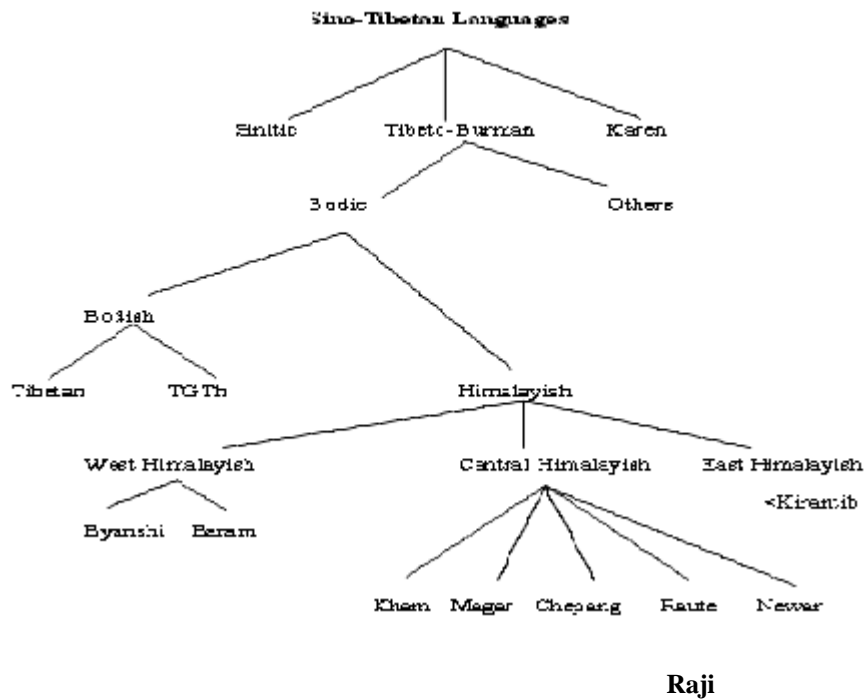 Sino-Tibetan Languages
Sinitic Tibeto-Burman Karen
Bodic Others
Bodish
Tibetan TGTh Himalayish
West Himalayish Central Himalayish East Himalayish
<Kirantib
Byanshi Baram
Kham Magar Chepang Raute Newar
Raji